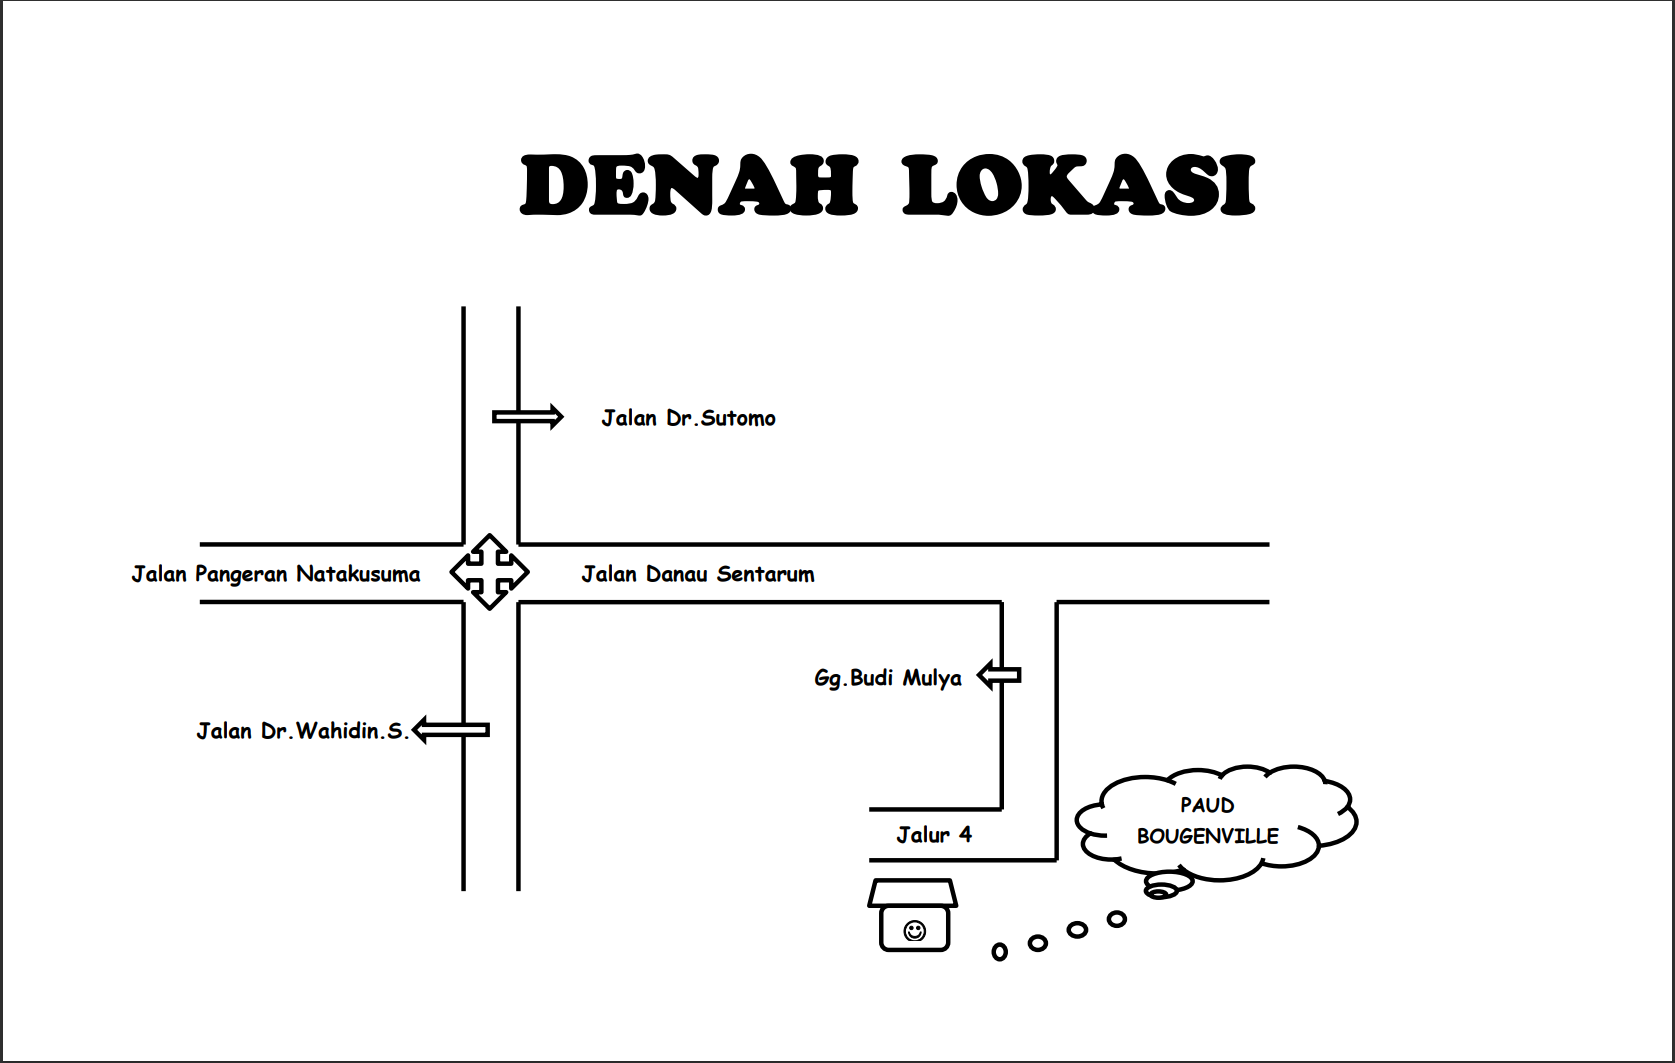 DENAH LOKASI
Jalan Dr.Sutomo
Jalan Pangeran Natakusuma
Jalan Danau Sentarum
Gg.Budi Mulya
Jalan Dr.Wahidin.S.
PAUD
BOUGENVILLE
Jalur 4